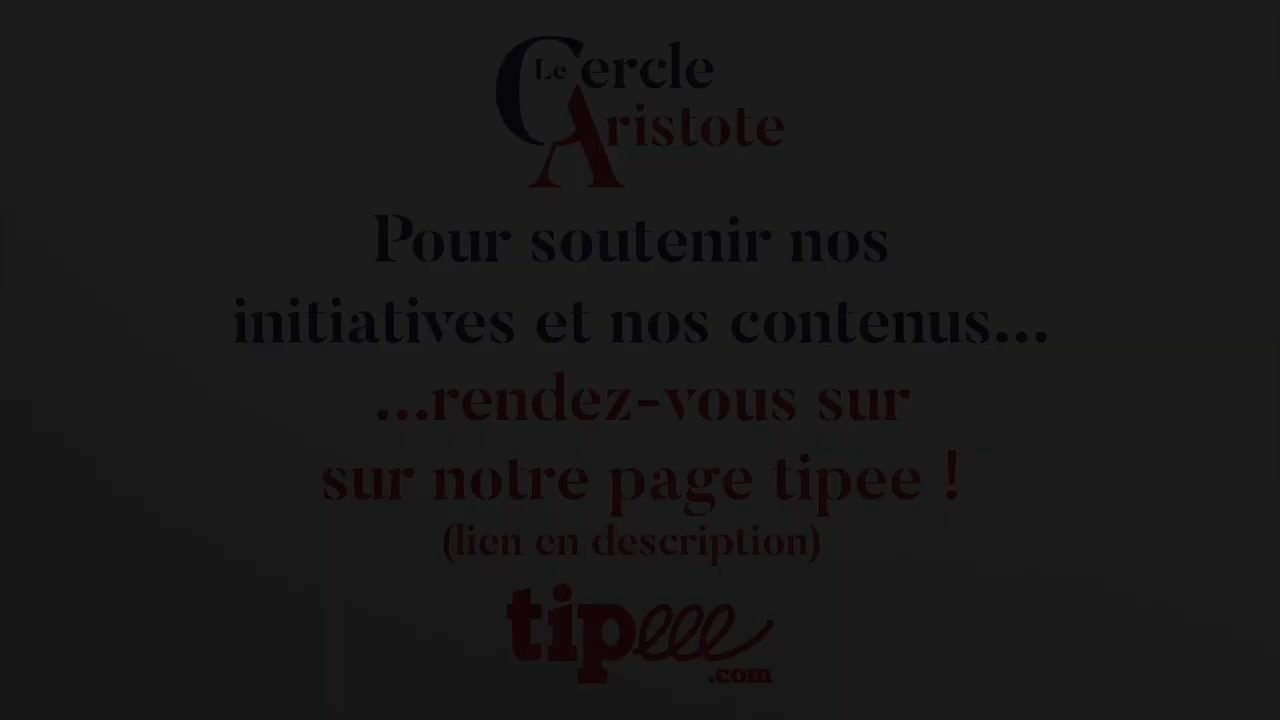 Le Cercle
Aristote
Pour soutenir nos
initiatives et nos contenus...
...rendez-vous sur
sur notre page tipee !
(lien en description)
tipeee
.com